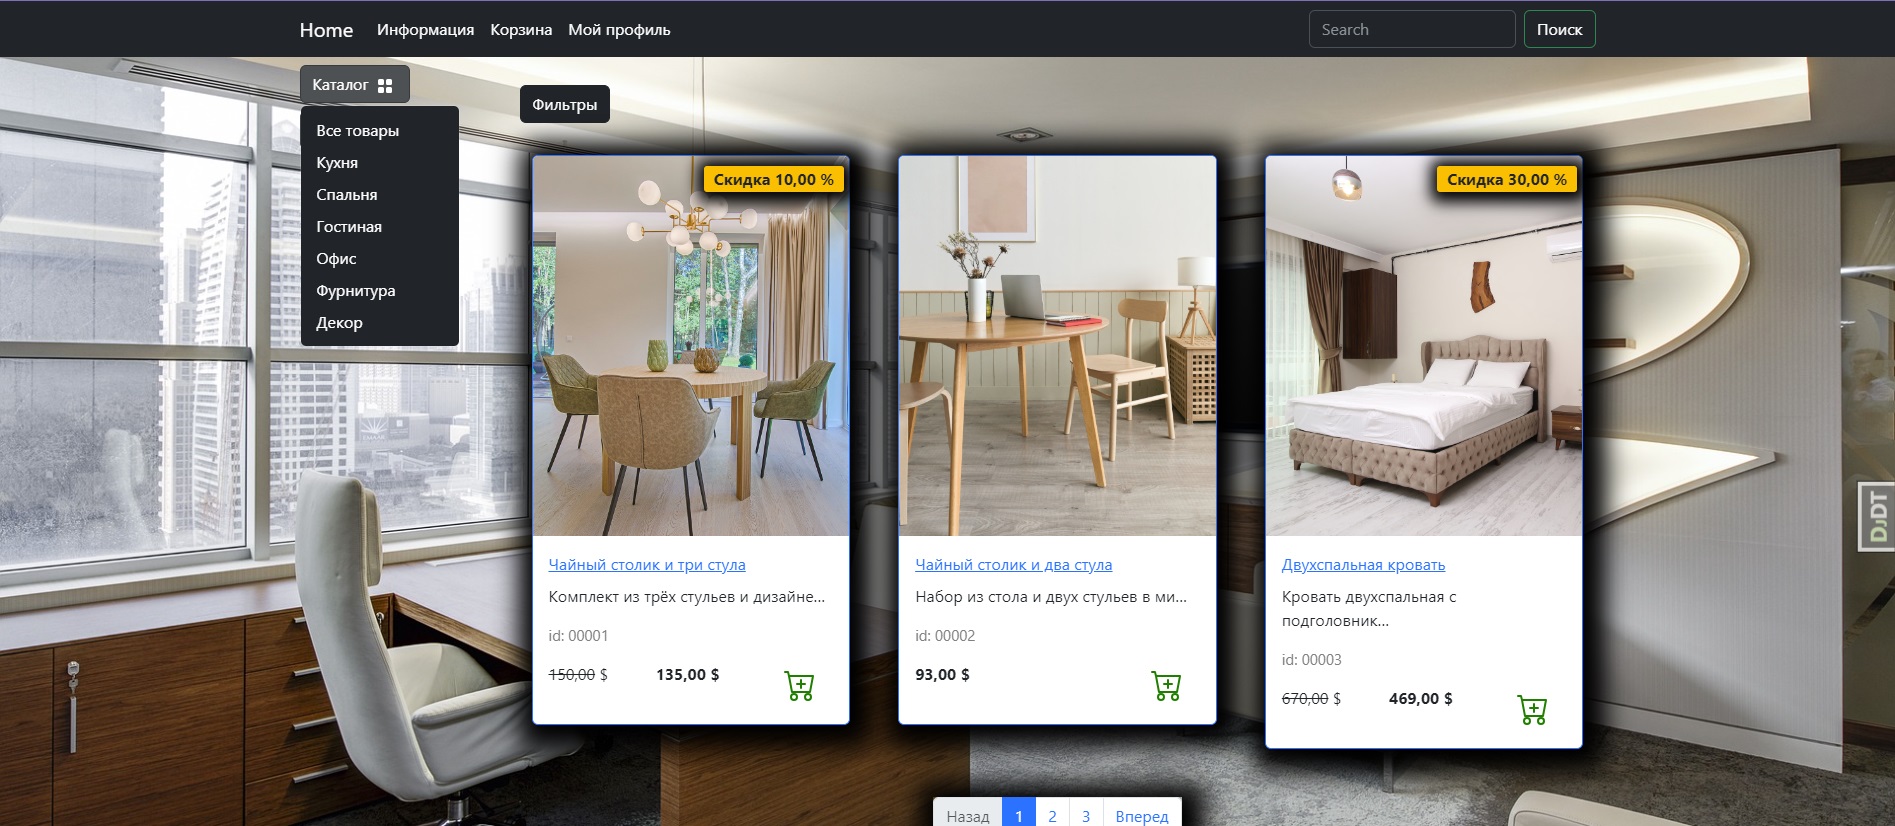 Home Информация Корзина Мой профиль Search Поиск
Каталог
Фильтры
Все товары
Кухня
Спальня
Гостиная
Офис
Фурнитура
Декор
Скидка 10,00 %
Чайный столик и три стула
Комплект из трёх стульев и дизайне...
id: 00001
150,00 $ 135,00 $
Чайный столик и два стула
Набор из стола и двух стульев в ми...
id: 00002
93,00 $
Скидка 30,00 %
Двухспальная кровать
Кровать двухспальная с
подголовник...
id: 00003
670,00 $ 469,00 $
DjDT
Назад 1 2 3 Вперед